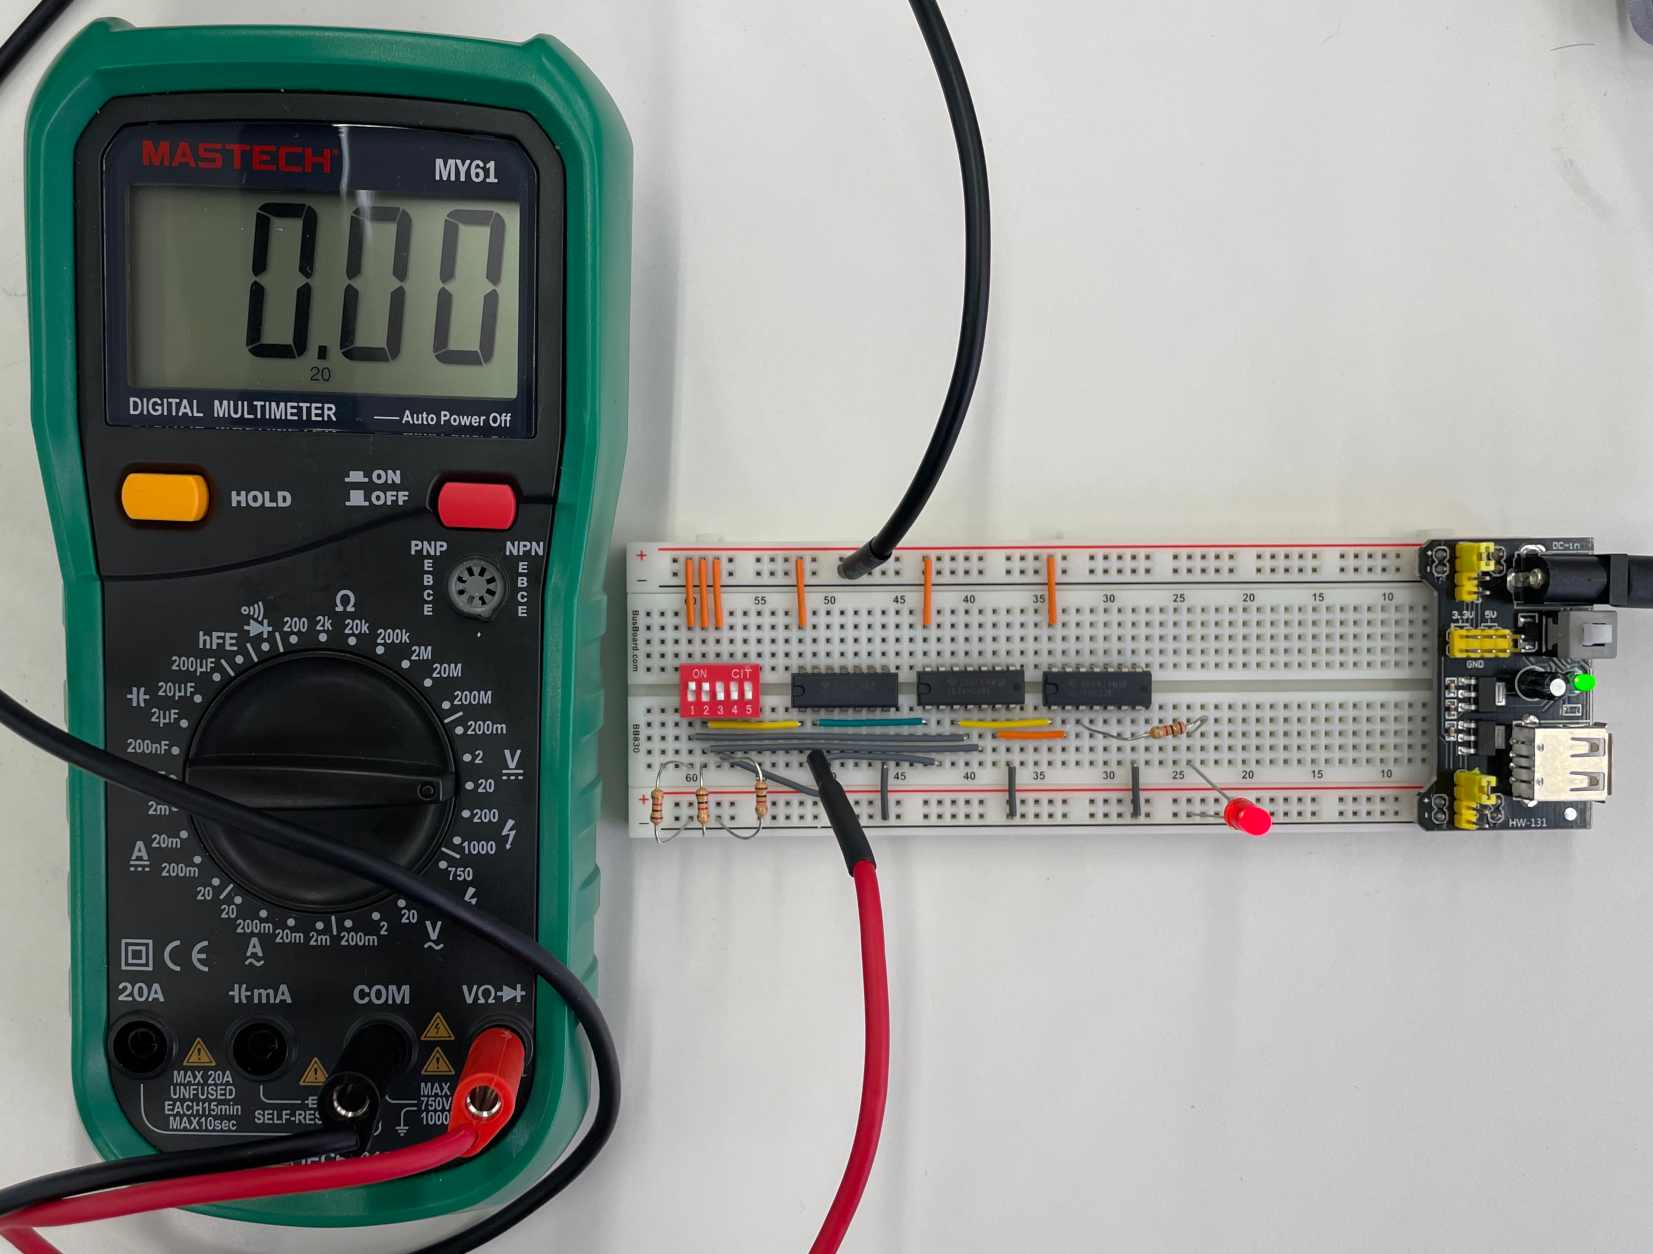 MASTECH
MY61
0.00
20
DIGITAL MULTIMETER
Auto Power Off
HOLD
ON
OFF
PNP
NPN
E
B
C
E
E
B
C
E
Ω
hFE
200
2k
20k
200k
2M
20M
200M
200m
2
20
200
1000
750
V
200µF
20µF
2µF
200nF
2m
20m
200m
20
A
20
200m
20m
2m
200m
2
20
A
V
CE
20A
mA
COM
VΩ
MAX 20A
UNFUSED
EACH15min
MAX10sec
SELF-RES
MAX
750V
1000
+
−
60
55
50
45
40
35
30
25
20
15
10
BusBoard.com
BB830
ON
CIT
1 2 3 4 5
60
45
40
35
30
25
20
15
10
+
−
DC-in
3.3V
5V
GND
HW-131